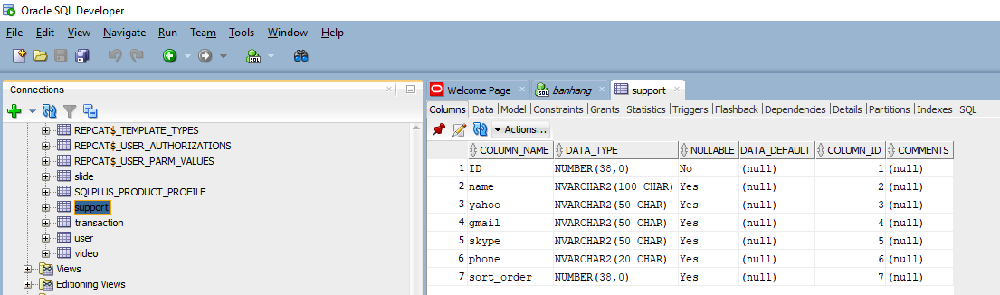 Oracle SQL Developer
File Edit View Navigate Run Team Tools Window Help
Connections
REPCAT$_TEMPLATE_TYPES
REPCAT$_USER_AUTHORIZATIONS
REPCAT$_USER_PARM_VALUES
slide
SQLPLUS_PRODUCT_PROFILE
support
transaction
user
video
Views
Editioning Views
Welcome Page banhang support
Columns Data Model Constraints Grants Statistics Triggers Flashback Dependencies Details Partitions Indexes SQL
Actions...
COLUMN_NAME DATA_TYPE NULLABLE DATA_DEFAULT COLUMN_ID COMMENTS
1 ID NUMBER(38,0) No (null) 1 (null)
2 name NVARCHAR2(100 CHAR) Yes (null) 2 (null)
3 yahoo NVARCHAR2(50 CHAR) Yes (null) 3 (null)
4 gmail NVARCHAR2(50 CHAR) Yes (null) 4 (null)
5 skype NVARCHAR2(50 CHAR) Yes (null) 5 (null)
6 phone NVARCHAR2(20 CHAR) Yes (null) 6 (null)
7 sort_order NUMBER(38,0) Yes (null) 7 (null)